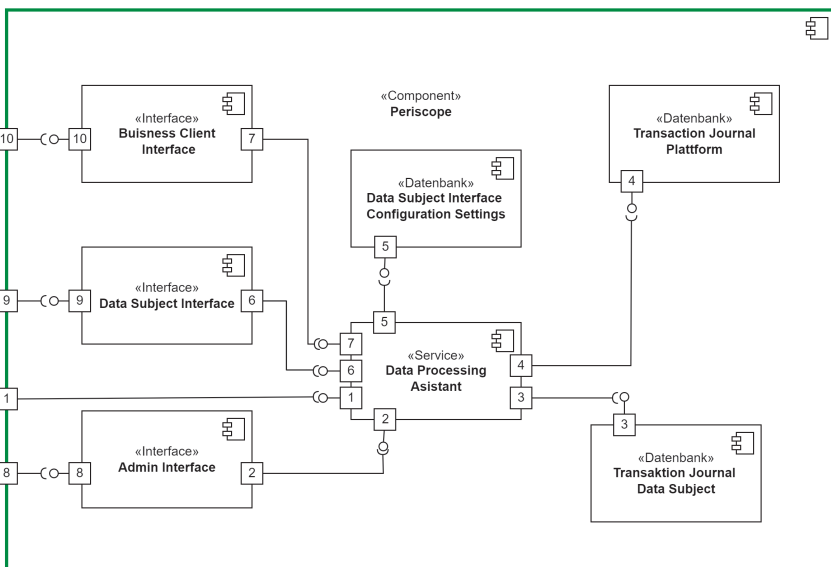 «Component»
Periscope
10
10
«Interface»
Buisness Client
Interface
7
«Datenbank»
Data Subject Interface
Configuration Settings
5
«Datenbank»
Transaction Journal
Plattform
4
9
9
«Interface»
Data Subject Interface
6
5
7
6
1
«Service»
Data Processing
Asistant
4
3
2
1
8
8
«Interface»
Admin Interface
2
3
«Datenbank»
Transaktion Journal
Data Subject